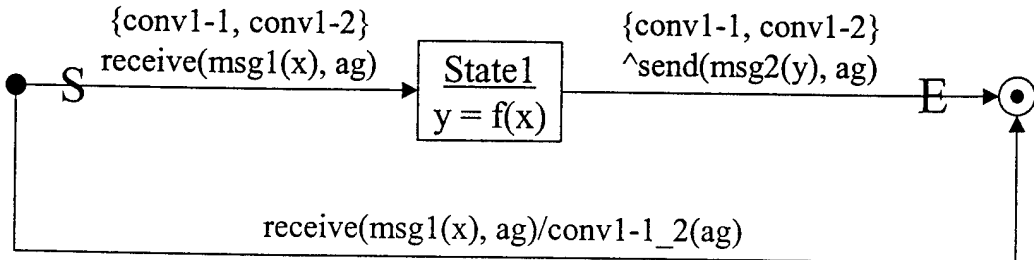 {conv1-1, conv1-2}
receive(msg1(x), ag)
S
State1
y = f(x)
{conv1-1, conv1-2}
^send(msg2(y), ag)
E
receive(msg1(x), ag)/conv1-1_2(ag)